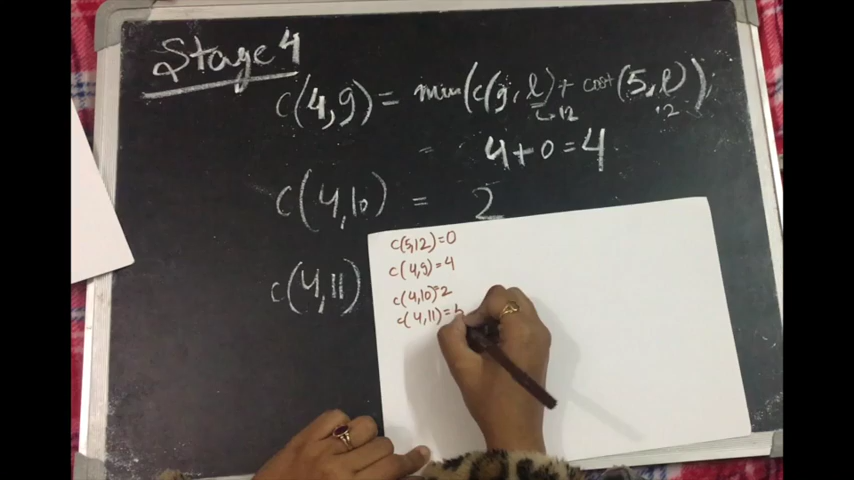 Stage 4
c(4,9) = min(c(9,l) + cost(5,l))
↳12 12
= 4+0=4
c(4,10) = 2
c(4,11)
c(5,12)=0
c(4,9)=4
c(4,10)=2
c(4,11)=